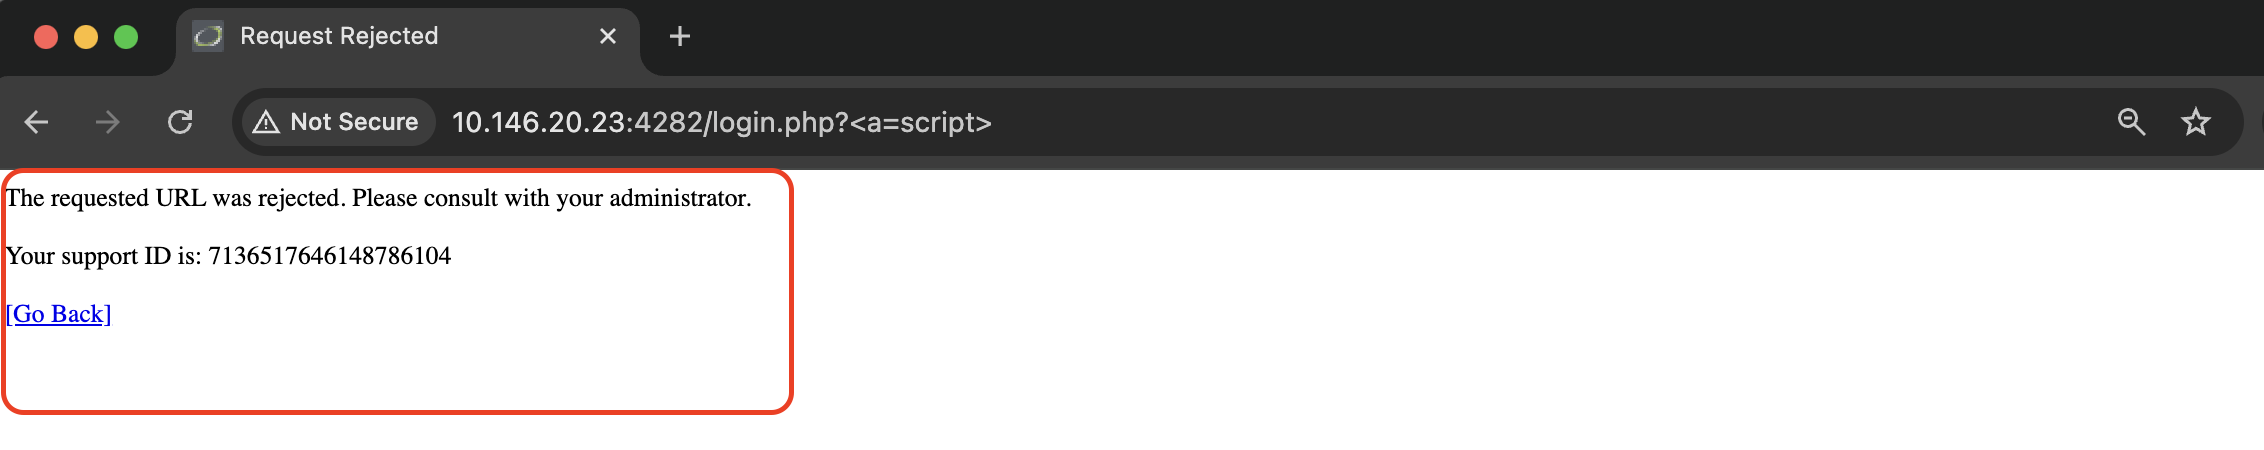 Request Rejected
Not Secure 10.146.20.23:4282/login.php?<a=script>
The requested URL was rejected. Please consult with your administrator.
Your support ID is: 7136517646148786104
[Go Back]